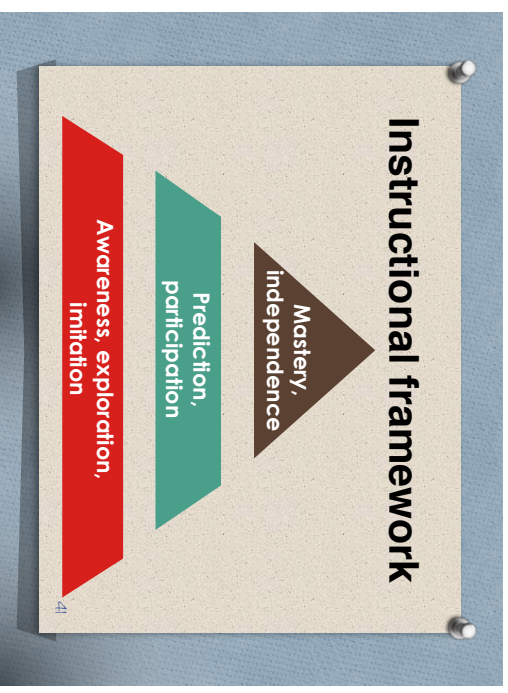 Instructional framework
Mastery,
independence
Prediction,
participation
Awareness, exploration,
imitation
41